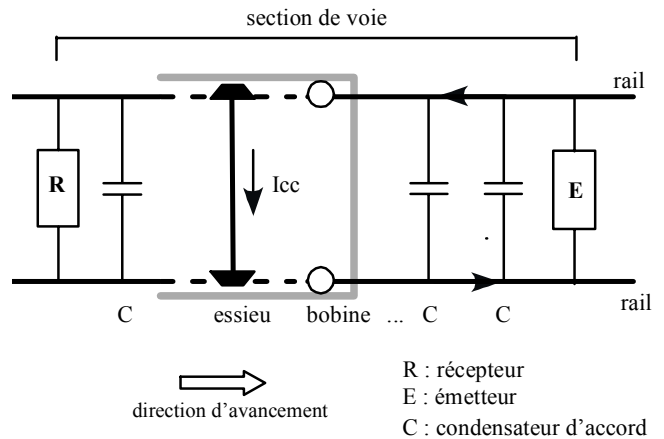 section de voie
rail
R
Icc
E
C essieu bobine ... C C
rail
direction d'avancement
R : récepteur
E : émetteur
C : condensateur d'accord